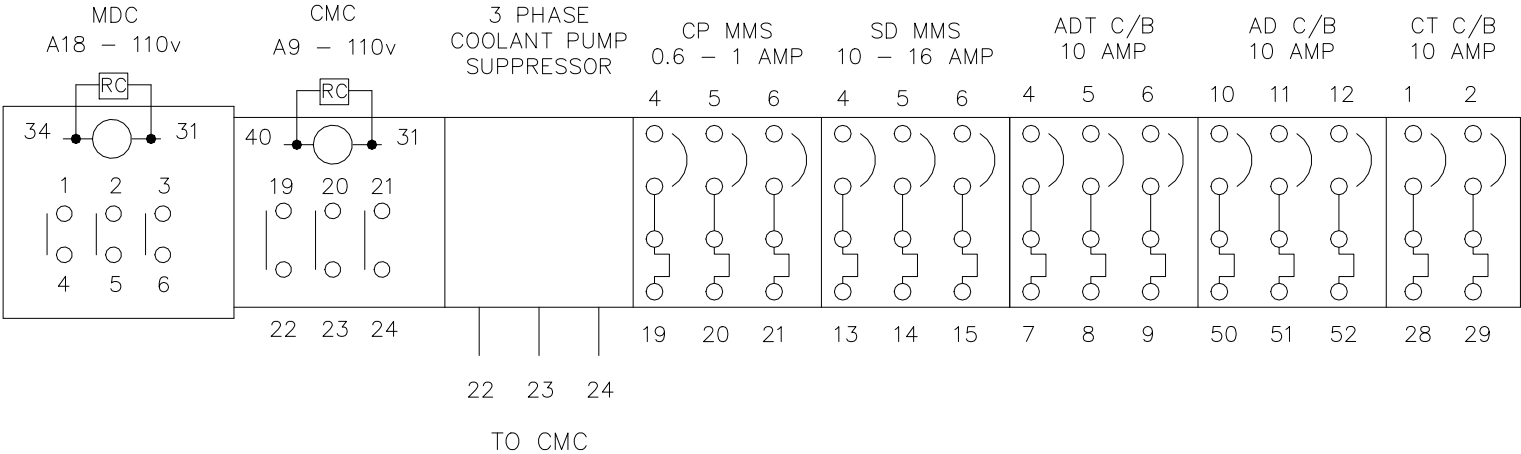 MDC
A18 – 110v
RC
34 31
1 2 3
4 5 6
CMC
A9 – 110v
RC
40 31
19 20 21
22 23 24
3 PHASE
COOLANT PUMP
SUPPRESSOR
22 23 24
TO CMC
CP MMS
0.6 – 1 AMP
4 5 6
19 20 21
SD MMS
10 – 16 AMP
4 5 6
13 14 15
ADT C/B
10 AMP
4 5 6
7 8 9
AD C/B
10 AMP
10 11 12
50 51 52
CT C/B
10 AMP
1 2
28 29